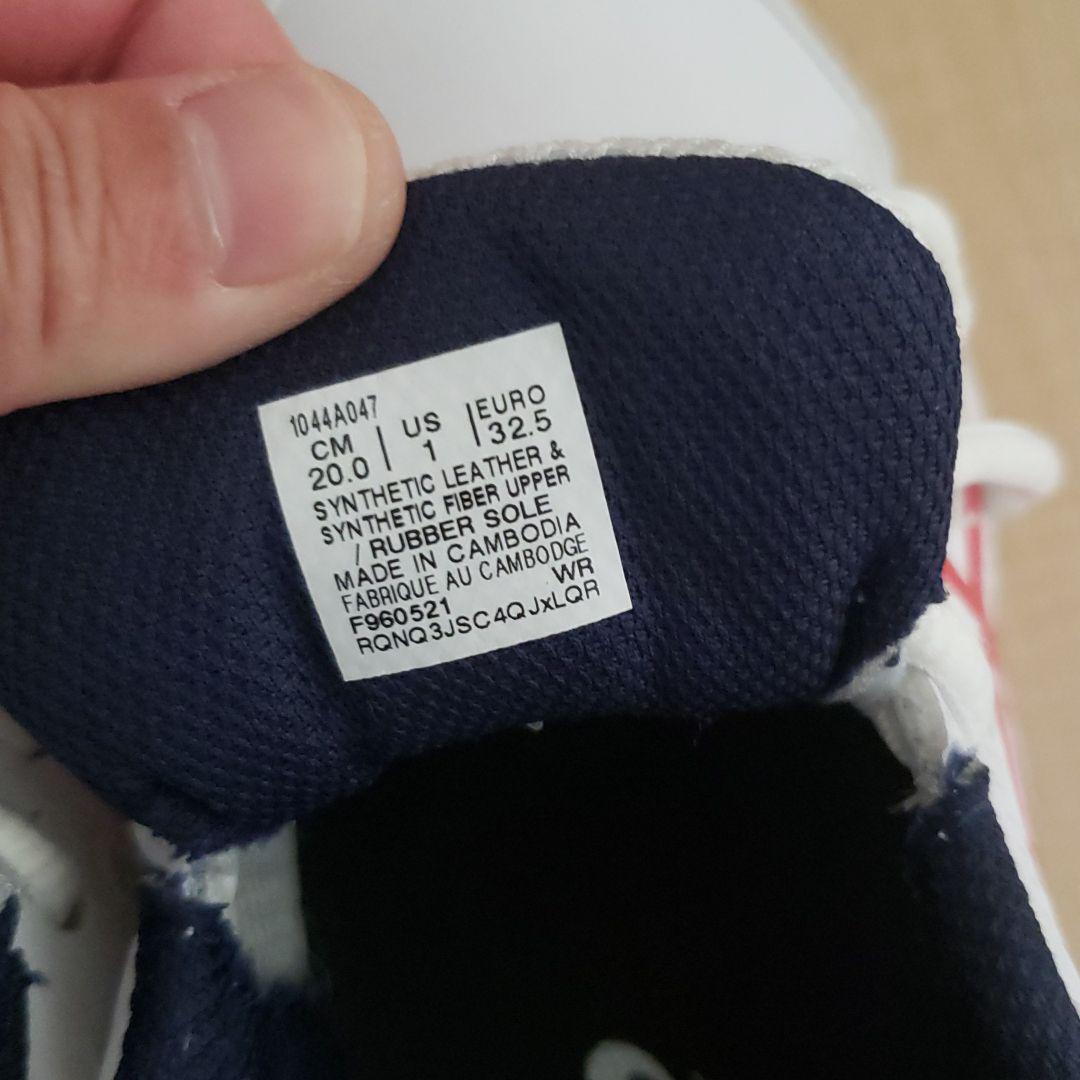 1044A047
CM | US | EURO
20.0 | 1 | 32.5
SYNTHETIC LEATHER &
SYNTHETIC FIBER UPPER
/ RUBBER SOLE
MADE IN CAMBODIA
FABRIQUE AU CAMBODGE
F960521 WR
RQNQ3JSC4QJxLQR